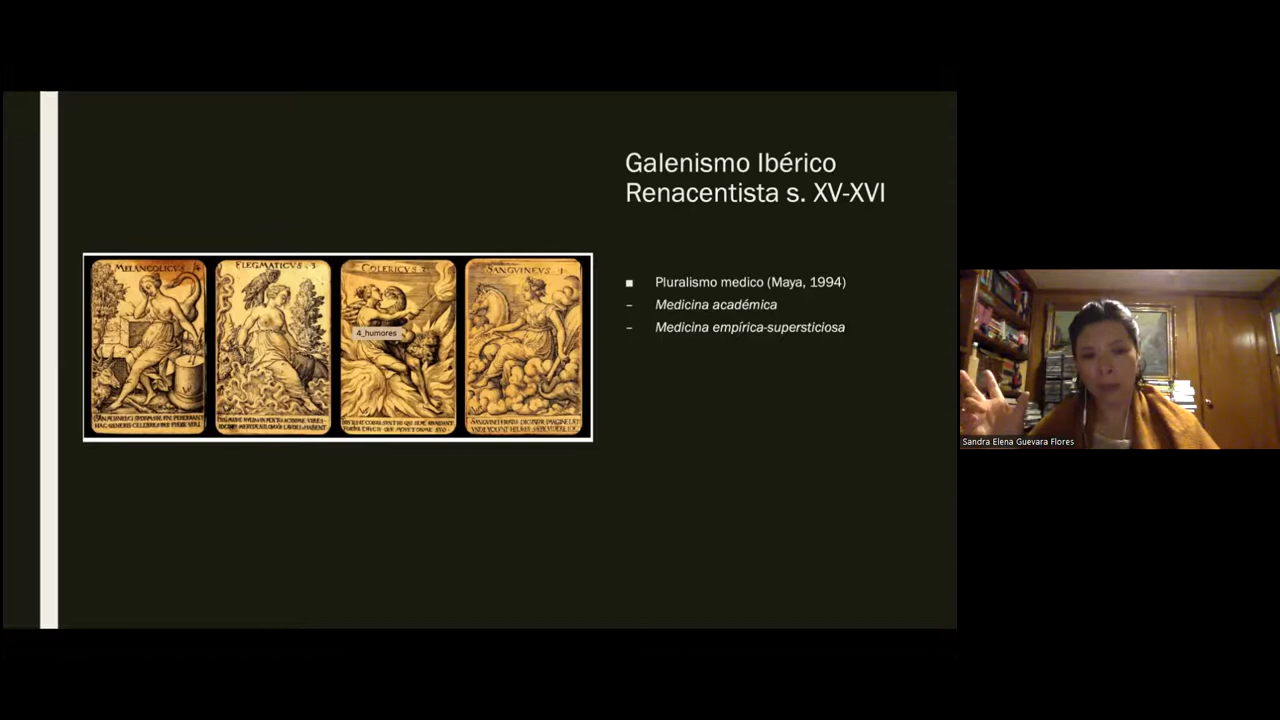 Galenismo Ibérico
Renacentista s. XV-XVI
MELANCOLICVS
FLEGMATICVS
COLERICVS
SANGVINEVS
4_humores
■ Pluralismo medico (Maya, 1994)
– Medicina académica
– Medicina empírica-supersticiosa
Sandra Elena Guevara Flores